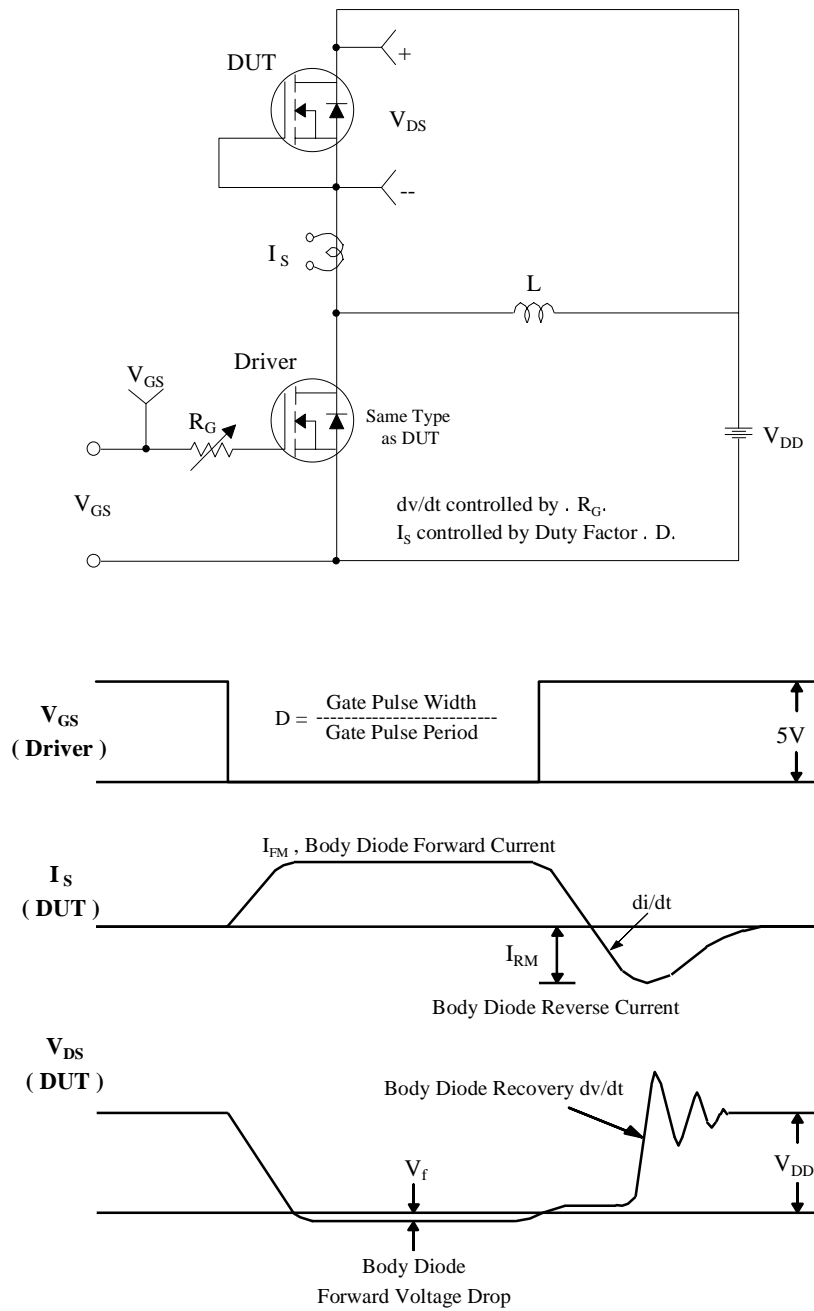 +
DUT
V_DS
--
I_S
L
Driver
V_GS
R_G
Same Type
as DUT
V_DD
V_GS
dv/dt controlled by . R_G.
I_S controlled by Duty Factor . D.
V_GS
( Driver )
D = Gate Pulse Width
---------------------------
Gate Pulse Period
5V
I_FM , Body Diode Forward Current
I_S
( DUT )
di/dt
I_RM
Body Diode Reverse Current
V_DS
( DUT )
Body Diode Recovery dv/dt
V_f
V_DD
Body Diode
Forward Voltage Drop